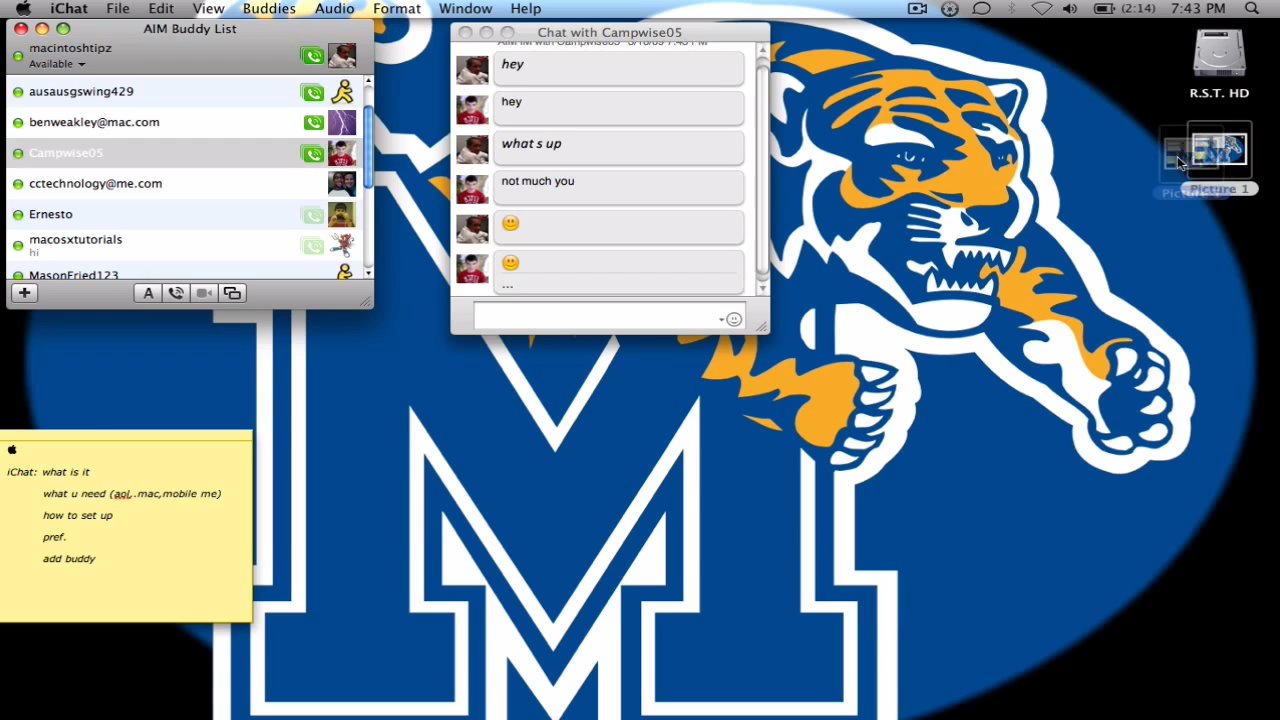 iChat File Edit View Buddies Audio Format Window Help (2:14) 7:43 PM
AIM Buddy List
macintoshtipz
Available
ausausgswing429
benweakley@mac.com
Campwise05
cctechnology@me.com
Ernesto
macosxtutorials
hi
MasonFried123
A
Chat with Campwise05
hey
hey
what s up
not much you
...
R.S.T. HD
Picture 1
iChat: what is it
what u need (aol,.mac,mobile me)
how to set up
pref.
add buddy
M